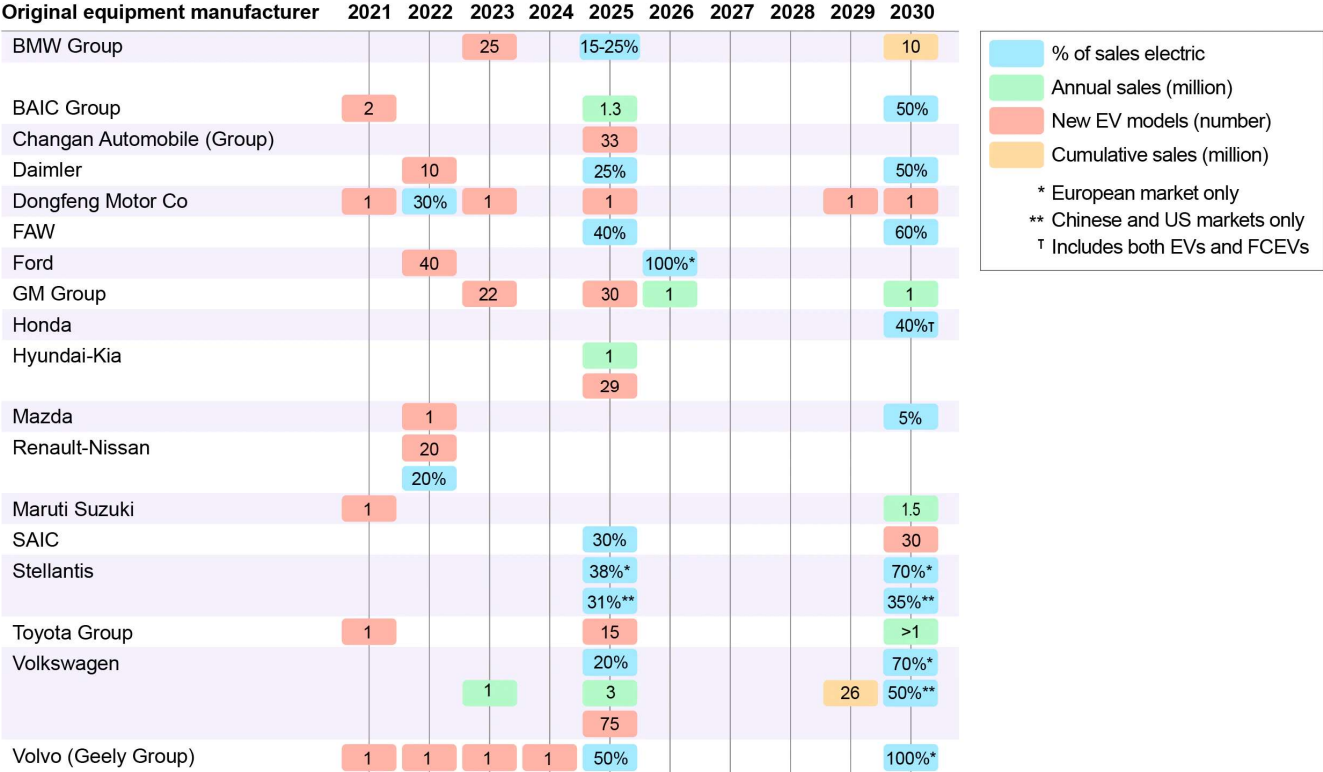 Original equipment manufacturer 2021 2022 2023 2024 2025 2026 2027 2028 2029 2030
BMW Group 25 15-25% 10
BAIC Group 2 1.3 50%
Changan Automobile (Group) 33
Daimler 10 25% 50%
Dongfeng Motor Co 1 30% 1 1 1 1
FAW 40% 60%
Ford 40 100%*
GM Group 22 30 1 1
Honda 40%т
Hyundai-Kia 1
29
Mazda 1 5%
Renault-Nissan 20
20%
Maruti Suzuki 1 1.5
SAIC 30% 30
Stellantis 38%* 70%*
31%** 35%**
Toyota Group 1 15 >1
Volkswagen 20% 70%*
1 3 26 50%**
75
Volvo (Geely Group) 1 1 1 1 50% 100%*
% of sales electric
Annual sales (million)
New EV models (number)
Cumulative sales (million)
* European market only
** Chinese and US markets only
т Includes both EVs and FCEVs